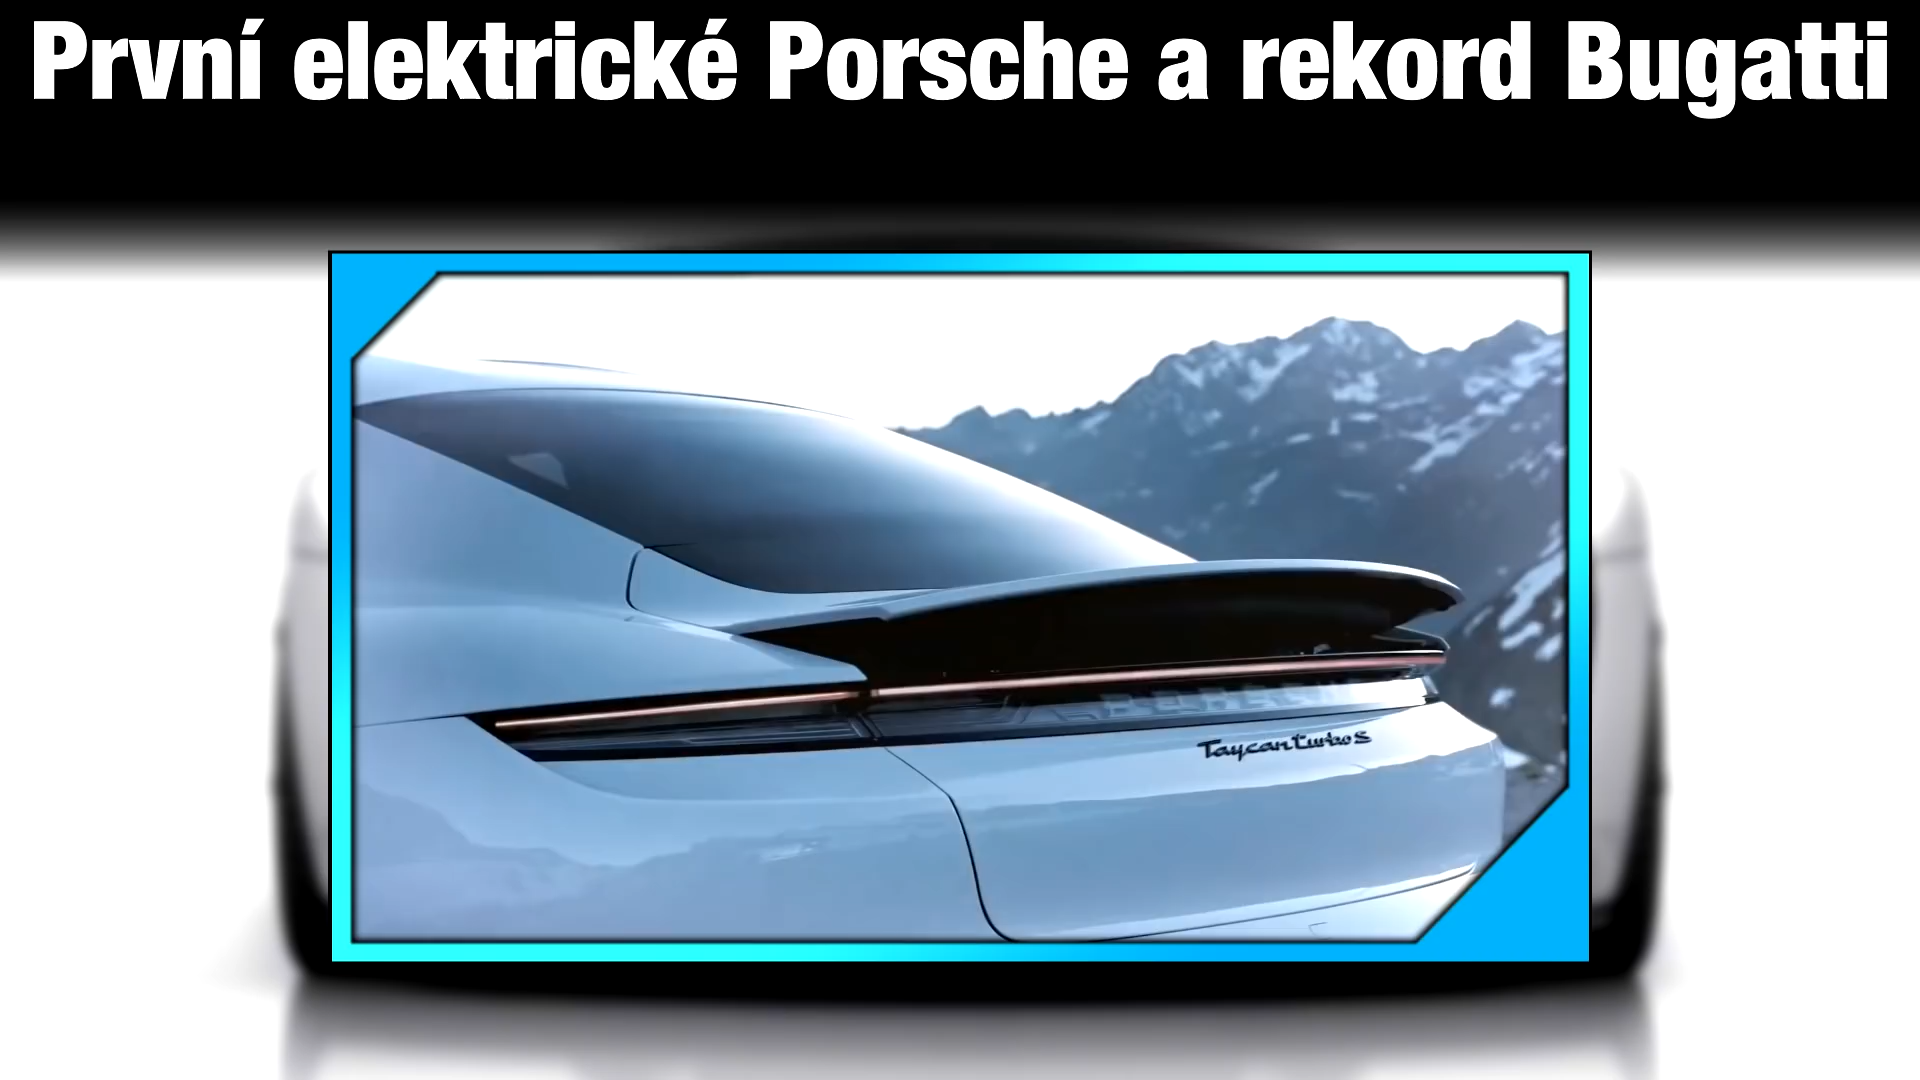 První elektrické Porsche a rekord Bugatti
Taycan turbo S